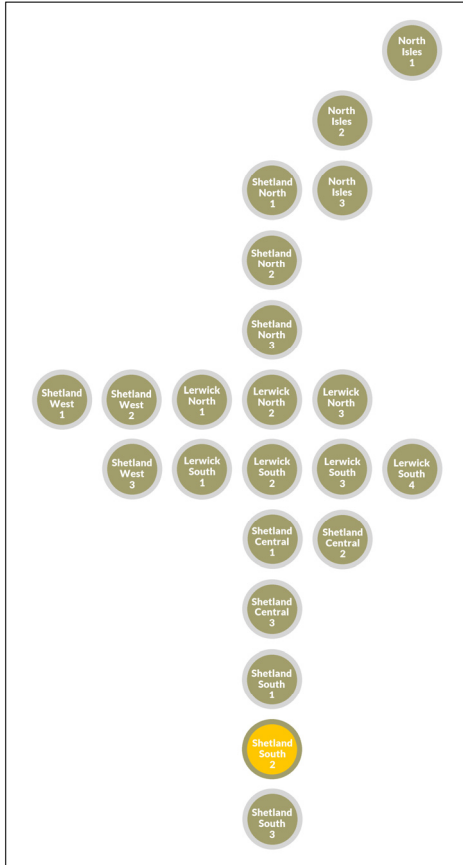 North
Isles
1
North
Isles
2
Shetland
North
1
North
Isles
3
Shetland
North
2
Shetland
North
3
Shetland
West
1
Shetland
West
2
Lerwick
North
1
Lerwick
North
2
Lerwick
North
3
Shetland
West
3
Lerwick
South
1
Lerwick
South
2
Lerwick
South
3
Lerwick
South
4
Shetland
Central
1
Shetland
Central
2
Shetland
Central
3
Shetland
South
1
Shetland
South
2
Shetland
South
3